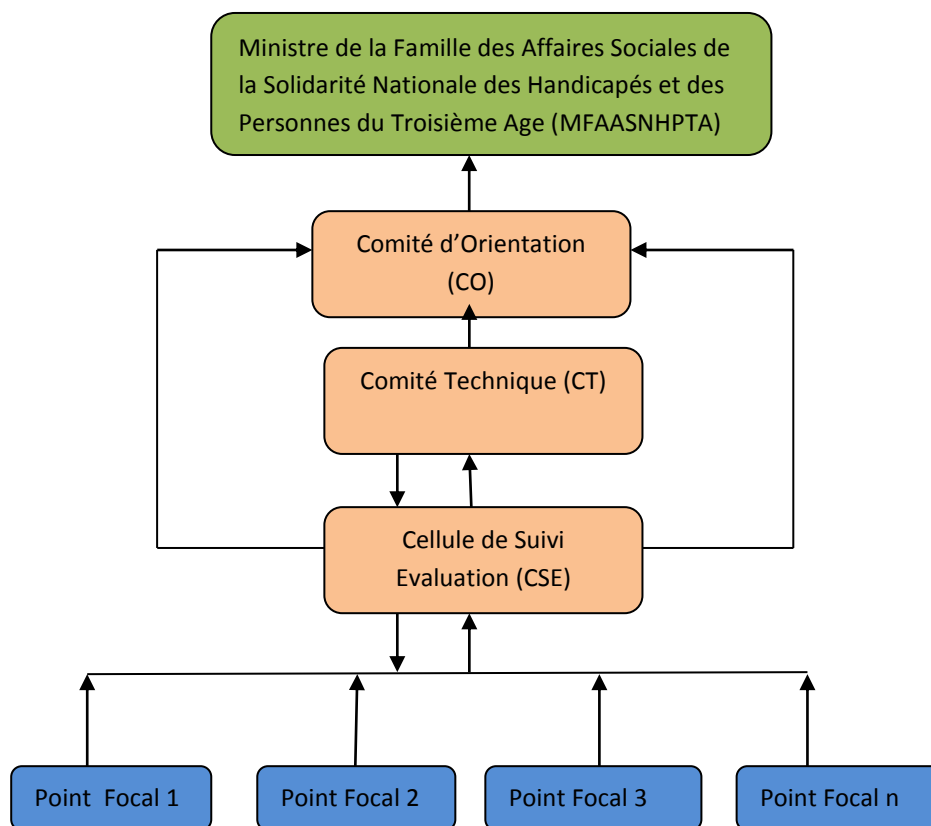 Ministre de la Famille des Affaires Sociales de
la Solidarité Nationale des Handicapés et des
Personnes du Troisième Age (MFAASNHPTA)
Comité d’Orientation
(CO)
Comité Technique (CT)
Cellule de Suivi
Evaluation (CSE)
Point Focal 1
Point Focal 2
Point Focal 3
Point Focal n